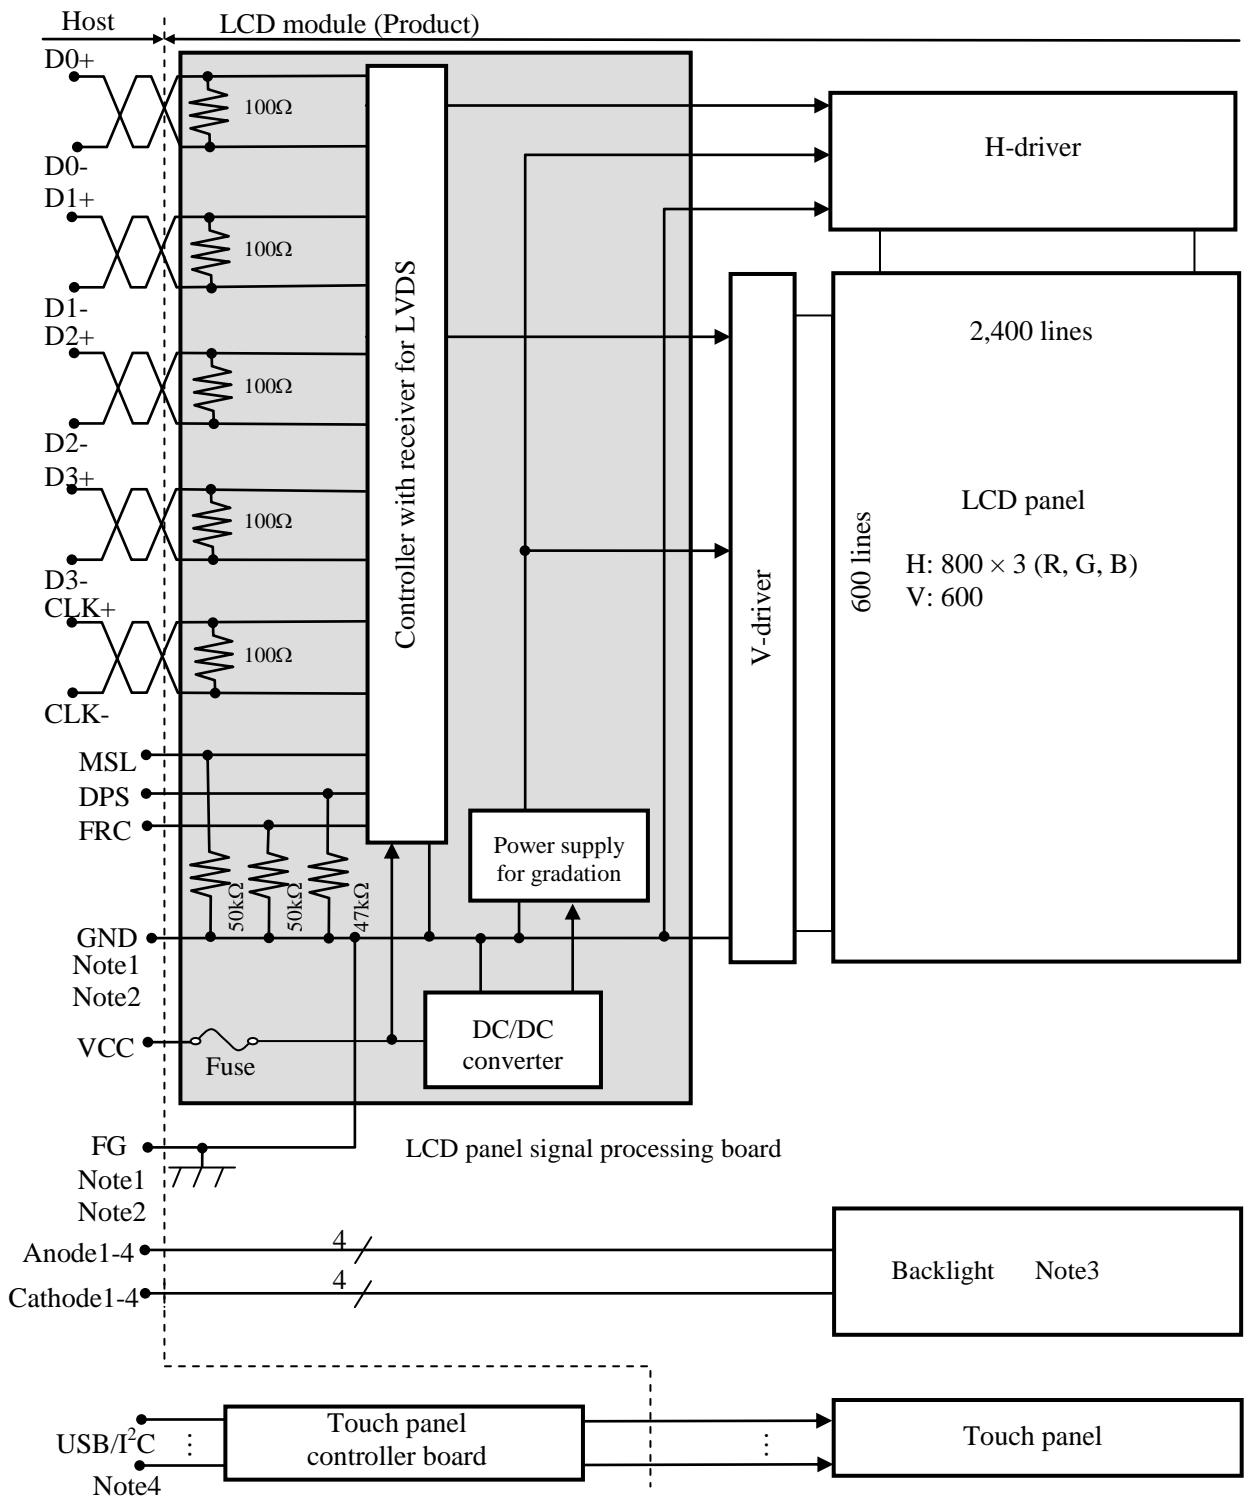 Host
LCD module (Product)
D0+
100Ω
D0-
D1+
100Ω
D1-
D2+
100Ω
D2-
D3+
100Ω
D3-
CLK+
100Ω
CLK-
MSL
DPS
FRC
50kΩ
50kΩ
47kΩ
GND
Note1
Note2
VCC
Fuse
FG
Note1
Note2
Controller with receiver for LVDS
Power supply
for gradation
DC/DC
converter
LCD panel signal processing board
H-driver
V-driver
2,400 lines
600 lines
LCD panel
H: 800 × 3 (R, G, B)
V: 600
Anode1-4
4
Cathode1-4
4
Backlight Note3
USB/I²C
Note4
Touch panel
controller board
Touch panel